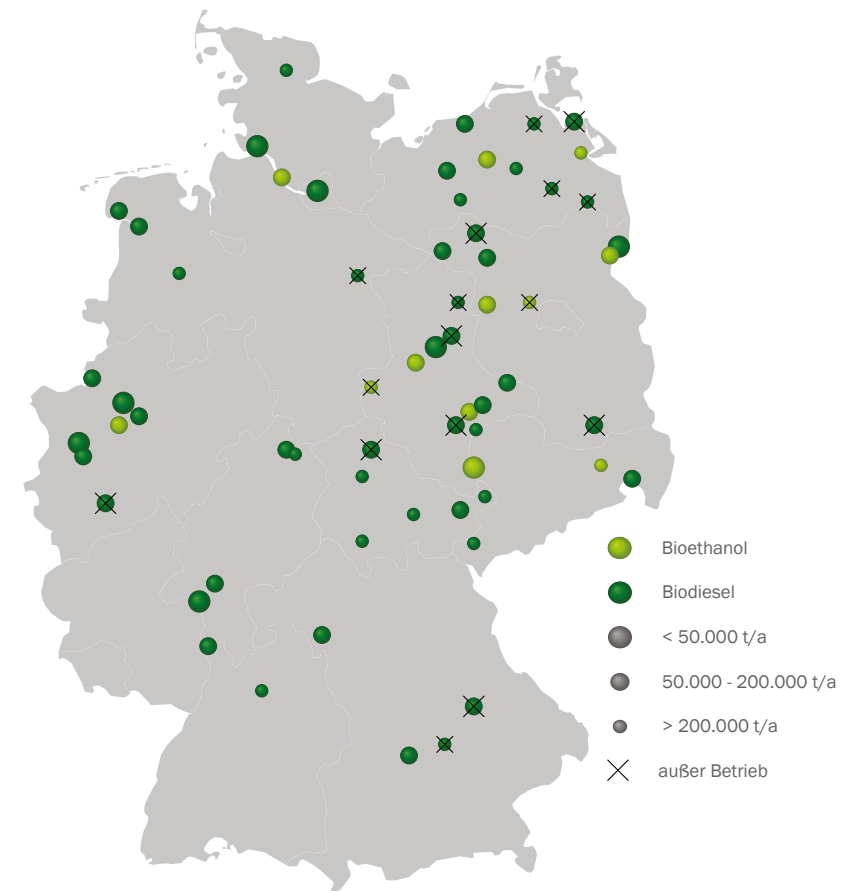 Bioethanol
Biodiesel
< 50.000 t/a
50.000 - 200.000 t/a
> 200.000 t/a
außer Betrieb